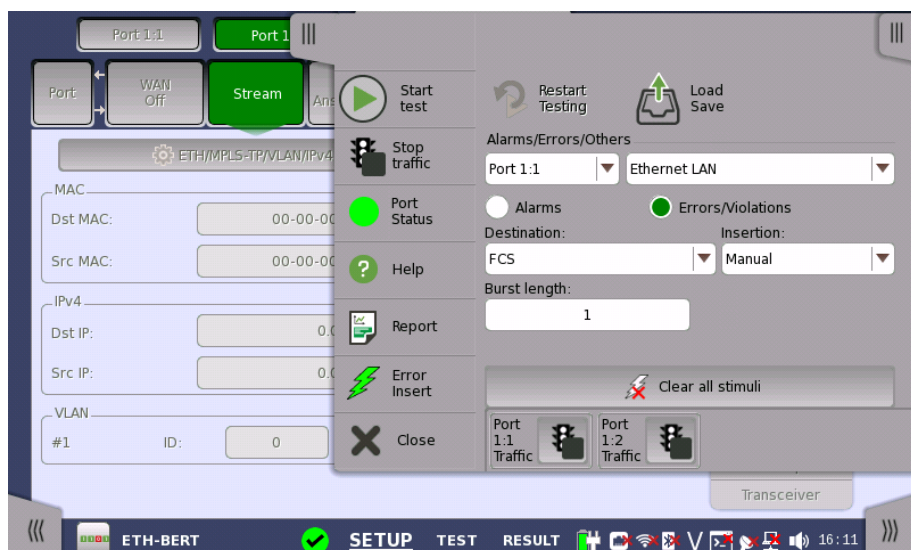 Port 1:1
Port 1
Port
WAN
Off
Stream
ETH/MPLS-TP/VLAN/IPv4
MAC
Dst MAC:
00-00-00
Src MAC:
00-00-00
IPv4
Dst IP:
0.0
Src IP:
0.0
VLAN
#1
ID:
0
Start
test
Stop
traffic
Port
Status
Help
Report
Error
Insert
Close
Restart
Testing
Load
Save
Alarms/Errors/Others
Port 1:1
Ethernet LAN
Alarms
Errors/Violations
Destination:
Insertion:
FCS
Manual
Burst length:
1
Clear all stimuli
Port
1:1
Traffic
Port
1:2
Traffic
Transceiver
ETH-BERT
SETUP
TEST
RESULT
16:11